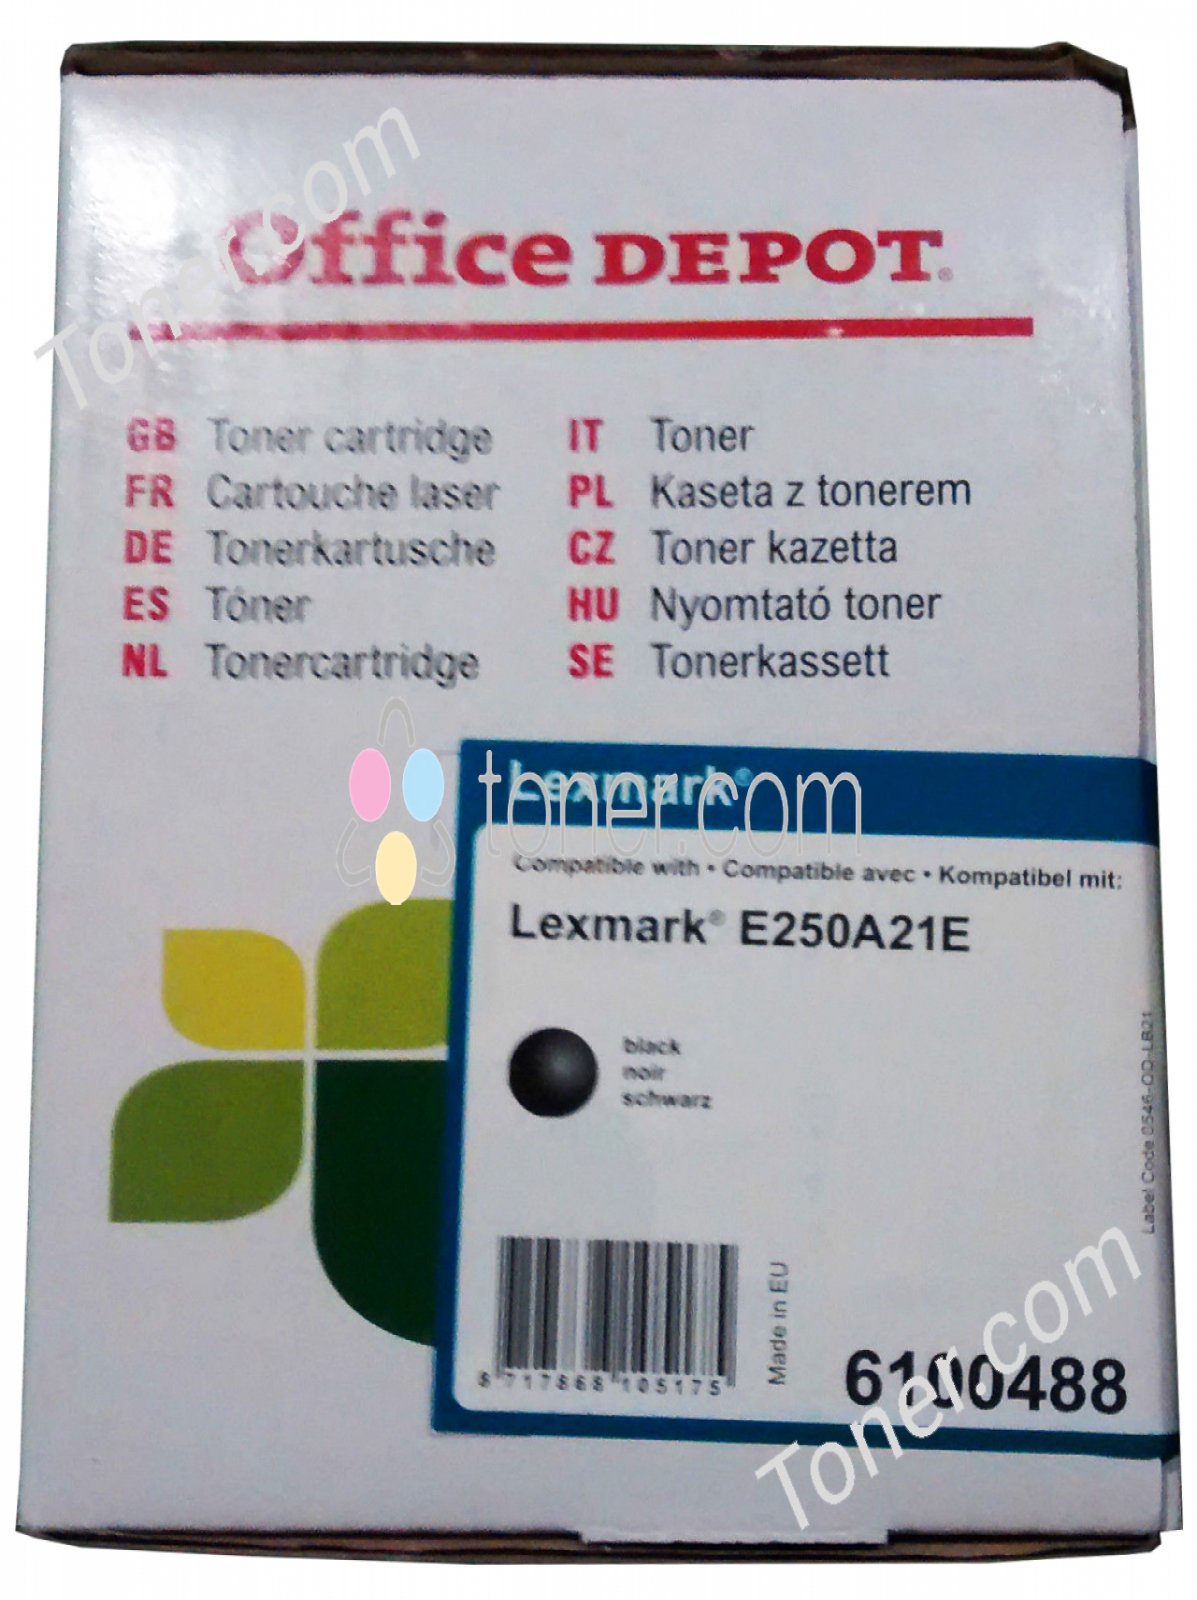 Office DEPOT®
GB Toner cartridge
FR Cartouche laser
DE Tonerkartusche
ES Tóner
NL Tonercartridge
IT Toner
PL Kaseta z tonerem
CZ Toner kazetta
HU Nyomtató toner
SE Tonerkassett
Lexmark®
Compatible with • Compatible avec • Kompatibel mit:
Lexmark® E250A21E
black
noir
schwarz
8 717868 105175
Made in EU
6100488
Label Code 0546-OD-LB21
Toner.com
toner.com
Toner.com